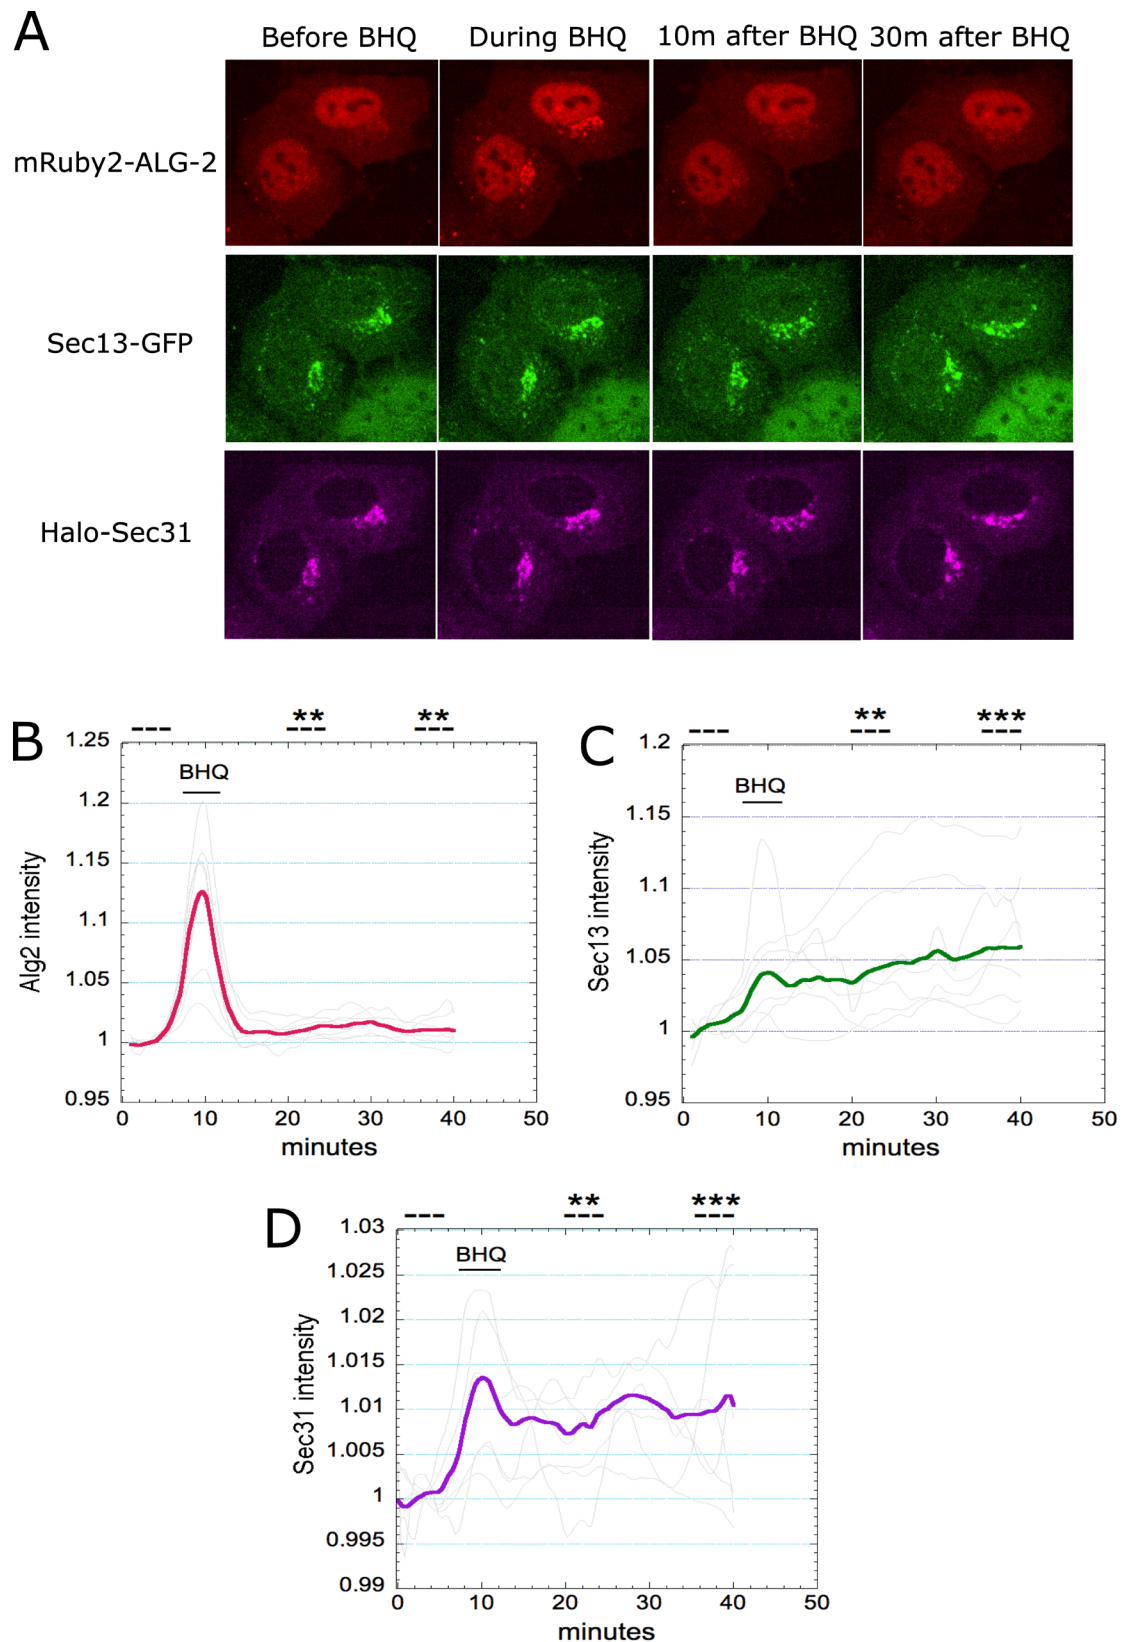 A
Before BHQ During BHQ 10m after BHQ 30m after BHQ
mRuby2-ALG-2
Sec13-GFP
Halo-Sec31
B
--- ** --- ** ---
1.25
1.2
1.15
1.1
1.05
1
0.95
BHQ
Alg2 intensity
0 10 20 30 40 50
minutes
C
--- ** --- *** ---
1.2
1.15
1.1
1.05
1
0.95
BHQ
Sec13 intensity
0 10 20 30 40 50
minutes
D
--- ** --- *** ---
1.03
1.025
1.02
1.015
1.01
1.005
1
0.995
0.99
BHQ
Sec31 intensity
0 10 20 30 40 50
minutes